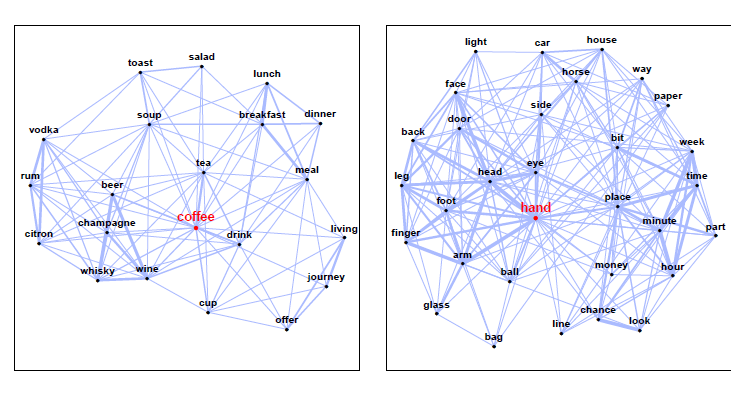 salad
toast
lunch
soup
breakfast
dinner
vodka
tea
meal
rum
beer
coffee
champagne
citron
drink
living
whisky
wine
journey
cup
offer
light
car
house
horse
way
face
paper
side
door
back
bit
week
eye
head
leg
time
foot
place
hand
minute
finger
part
arm
ball
money
hour
glass
chance
line
look
bag